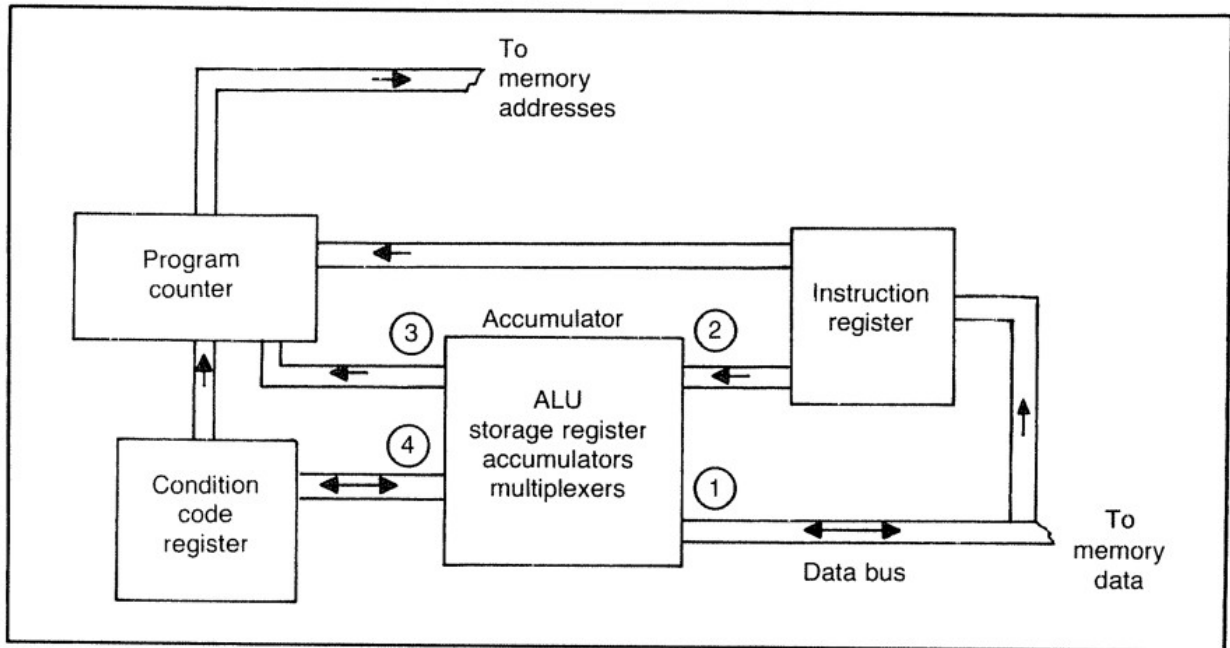 To
memory
addresses
Program
counter
Instruction
register
Accumulator
3
2
ALU
storage register
accumulators
multiplexers
4
1
Condition
code
register
Data bus
To
memory
data